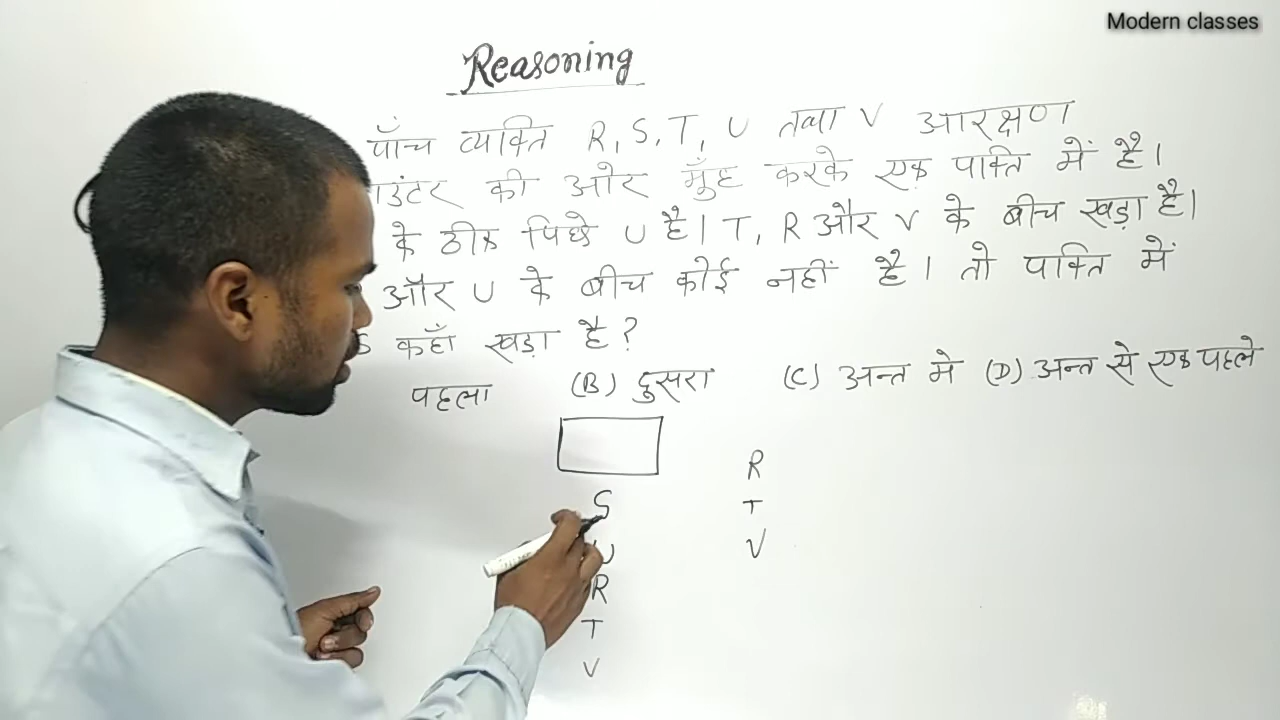 Modern classes
Reasoning
पाँच व्यक्ति R, S, T, U तथा V आरक्षण
की ओर मुँह करके एक पाक्ति में है।
के ठीक पिछे U है। T, R और V के बीच खड़ा है।
और U के बीच कोई नहीं है। तो पाक्ति में
S कहाँ खड़ा है?
पहला (B) दुसरा (C) अन्त मे (D) अन्त से एक पहले
S
U
R
T
V
R
T
V